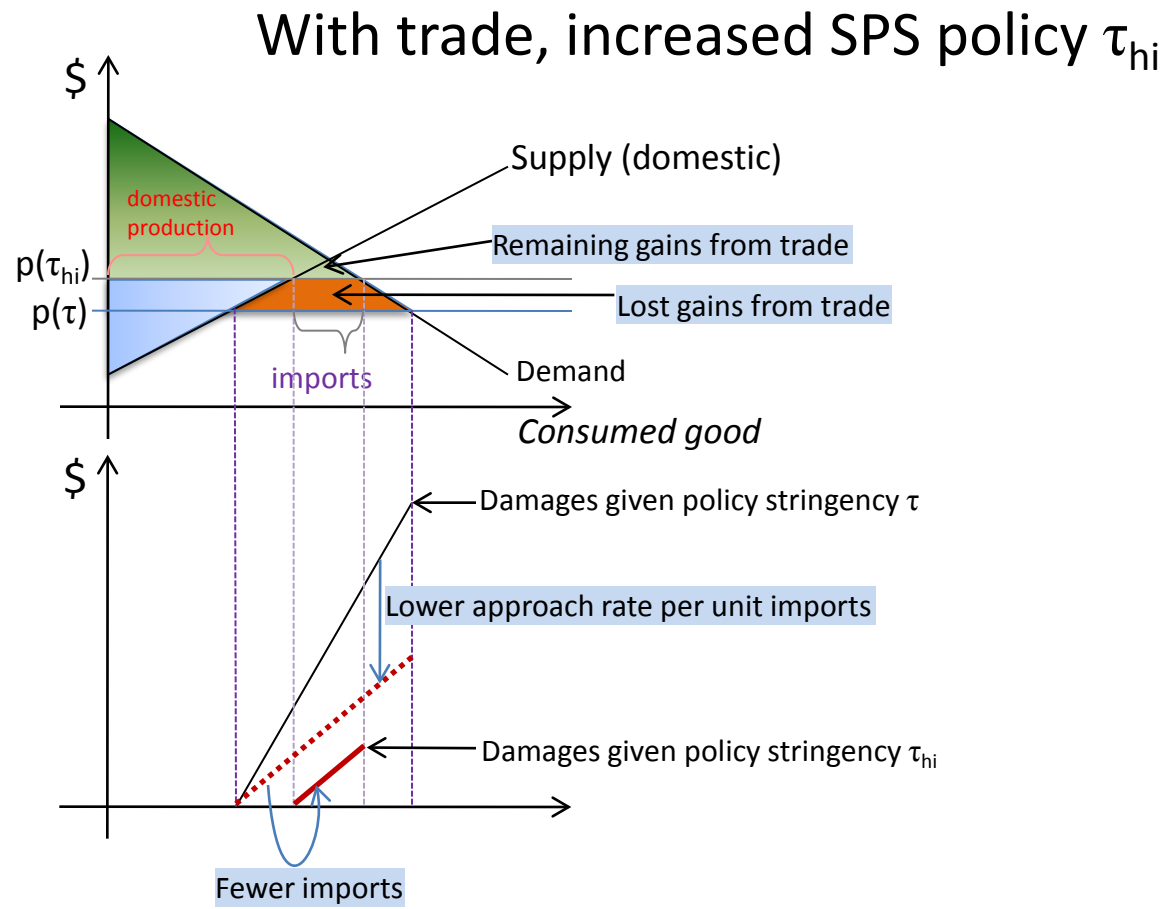 With trade, increased SPS policy τhi
$
Supply (domestic)
domestic
production
Remaining gains from trade
p(τhi)
Lost gains from trade
p(τ)
imports
Demand
Consumed good
$
Damages given policy stringency τ
Lower approach rate per unit imports
Damages given policy stringency τhi
Fewer imports